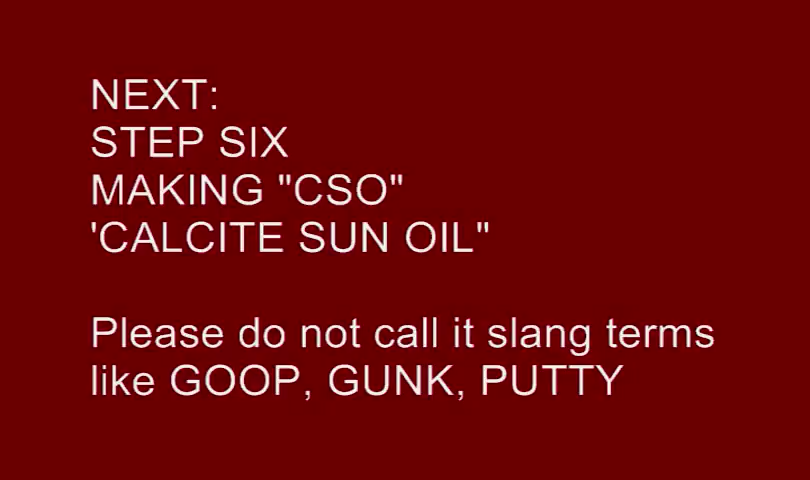 NEXT:
STEP SIX
MAKING "CSO"
'CALCITE SUN OIL"
Please do not call it slang terms
like GOOP, GUNK, PUTTY